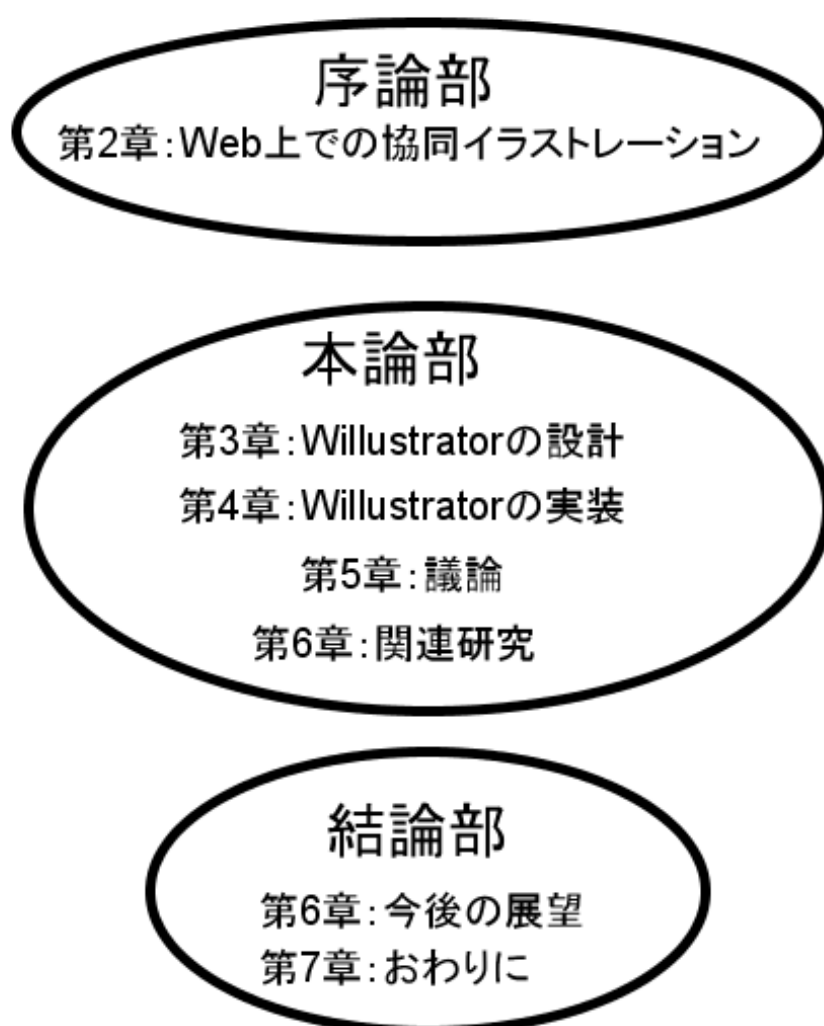 序論部
第2章:Web上での協同イラストレーション
本論部
第3章:Willustratorの設計
第4章:Willustratorの実装
第5章:議論
第6章:関連研究
結論部
第6章:今後の展望
第7章:おわりに